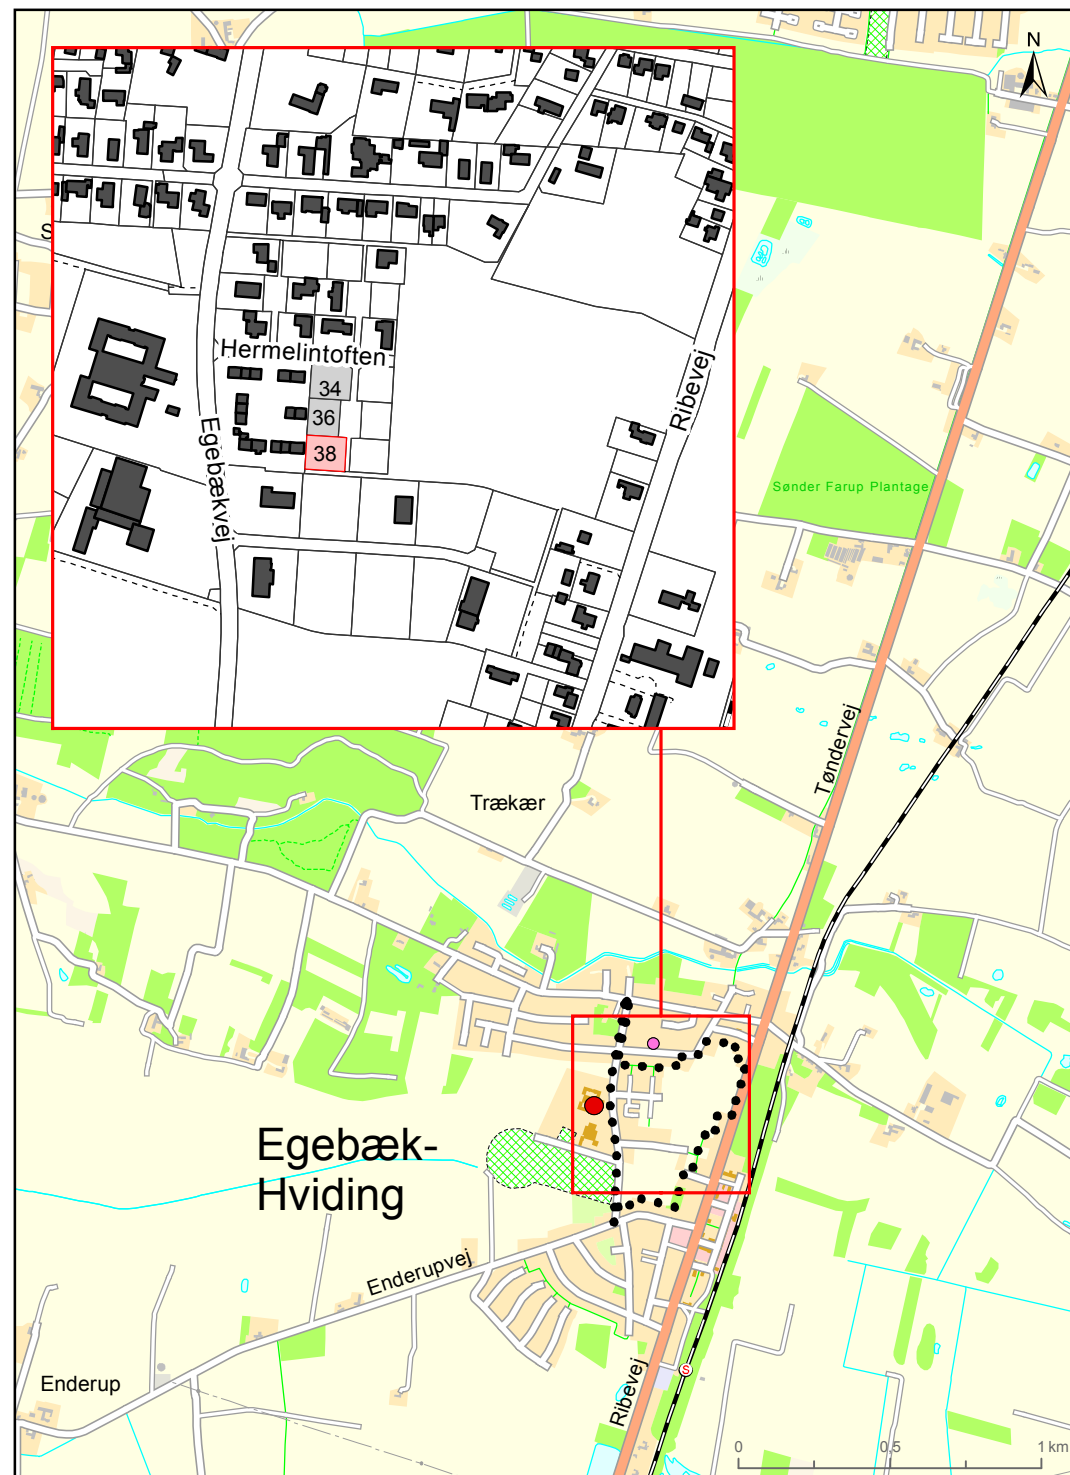 N
S
Hermelintoften
34
36
38
Egebækvej
Ribevej
Sønder Farup Plantage
Tøndervej
Trækær
Egebæk-
Hviding
Enderupvej
Enderup
Ribevej
S
0 0,5 1 km